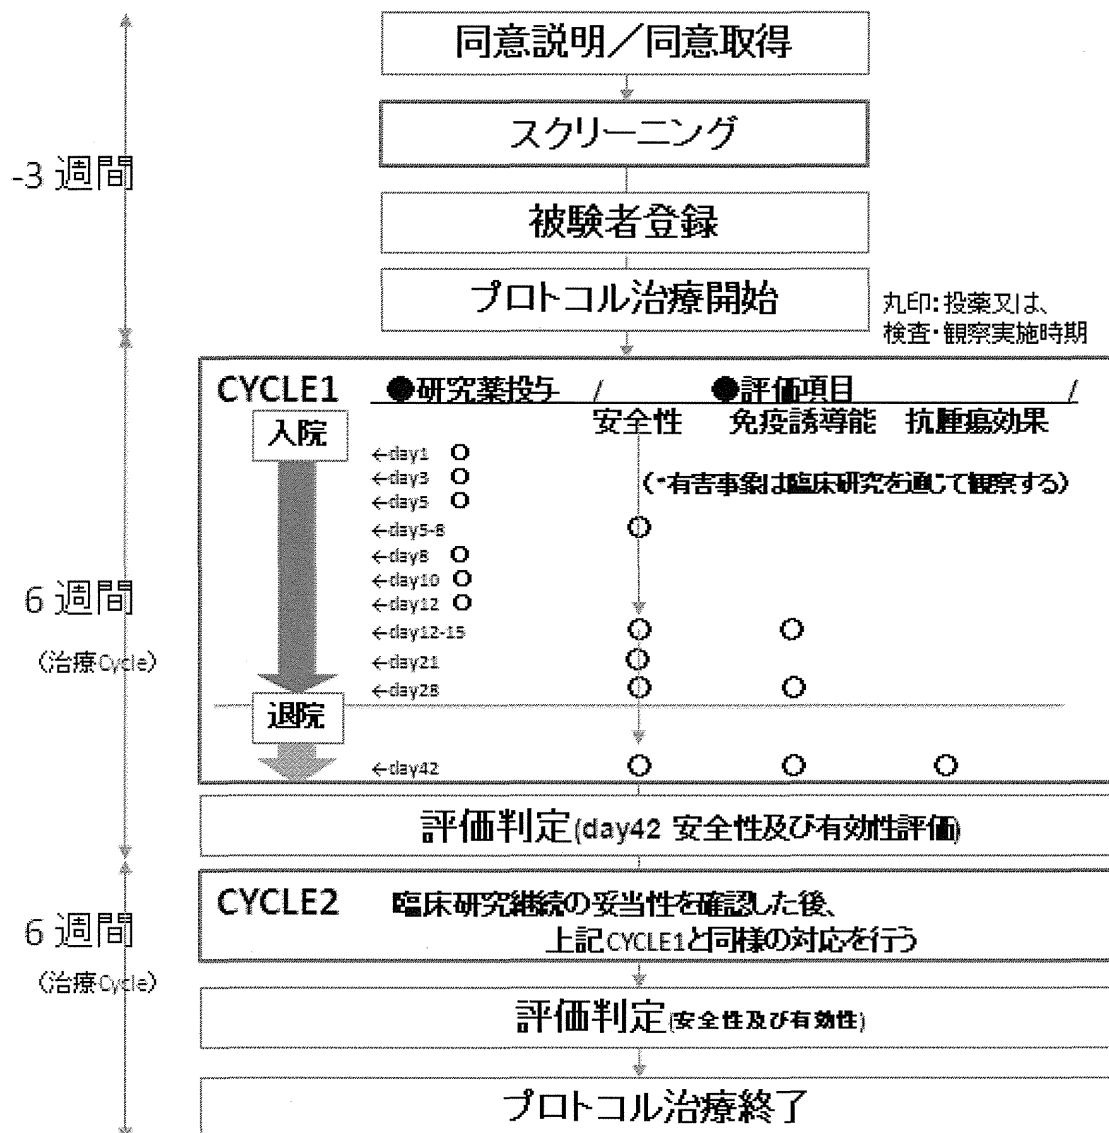 同意説明／同意取得
スクリーニング
-3 週間
被験者登録
プロトコル治療開始
丸印：投薬又は、
検査・観察実施時期
CYCLE1 ●研究薬投与 / ●評価項目 /
入院 安全性 免疫誘導能 抗腫瘍効果
←day1 ○
←day3 ○ (・有害事象は臨床研究を通じて観察する)
←day5 ○
←day5-8 ○
←day8 ○
←day10 ○
←day12 ○
6 週間
(治療Cycle)
←day12-15 ○ ○
←day21 ○
←day28 ○ ○
退院
←day42 ○ ○ ○
評価判定(day42 安全性及び有効性評価)
CYCLE2 臨床研究継続の妥当性を確認した後、
上記CYCLE1と同様の対応を行う
6 週間
(治療Cycle)
評価判定(安全性及び有効性)
プロトコル治療終了